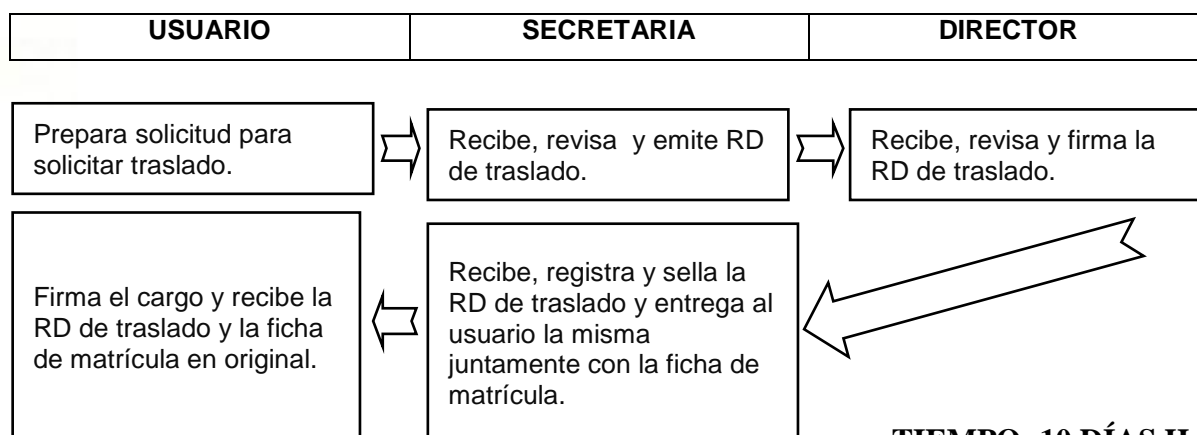 USUARIO SECRETARIA DIRECTOR
Prepara solicitud para
solicitar traslado.
Recibe, revisa y emite RD
de traslado.
Recibe, revisa y firma la
RD de traslado.
Recibe, registra y sella la
RD de traslado y entrega al
usuario la misma
juntamente con la ficha de
matrícula.
Firma el cargo y recibe la
RD de traslado y la ficha
de matrícula en original.
10 DÍAS